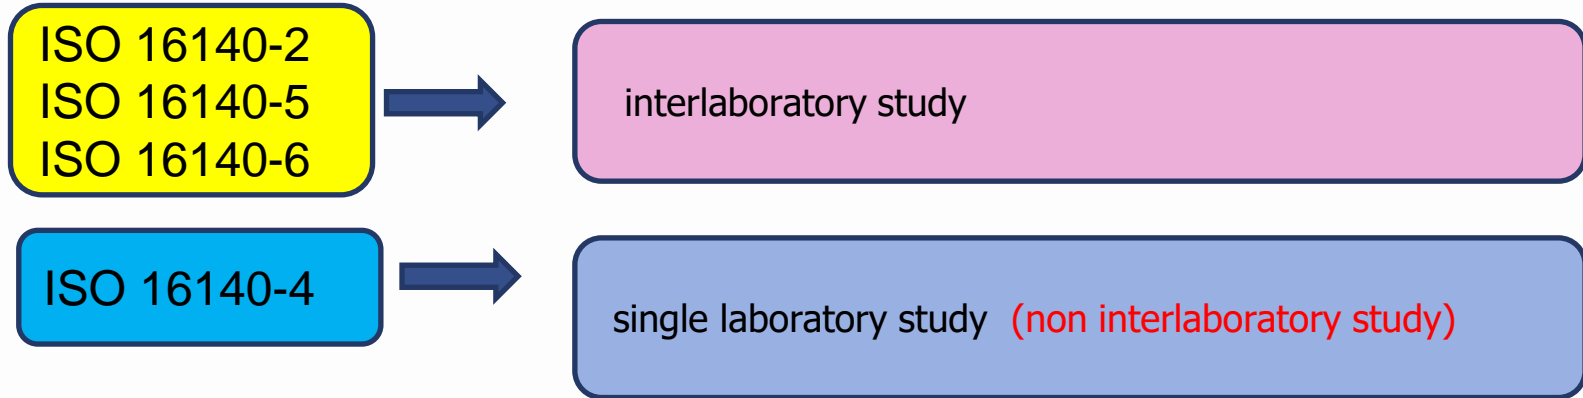 ISO 16140-2
ISO 16140-5
ISO 16140-6
interlaboratory study
ISO 16140-4
single laboratory study (non interlaboratory study)